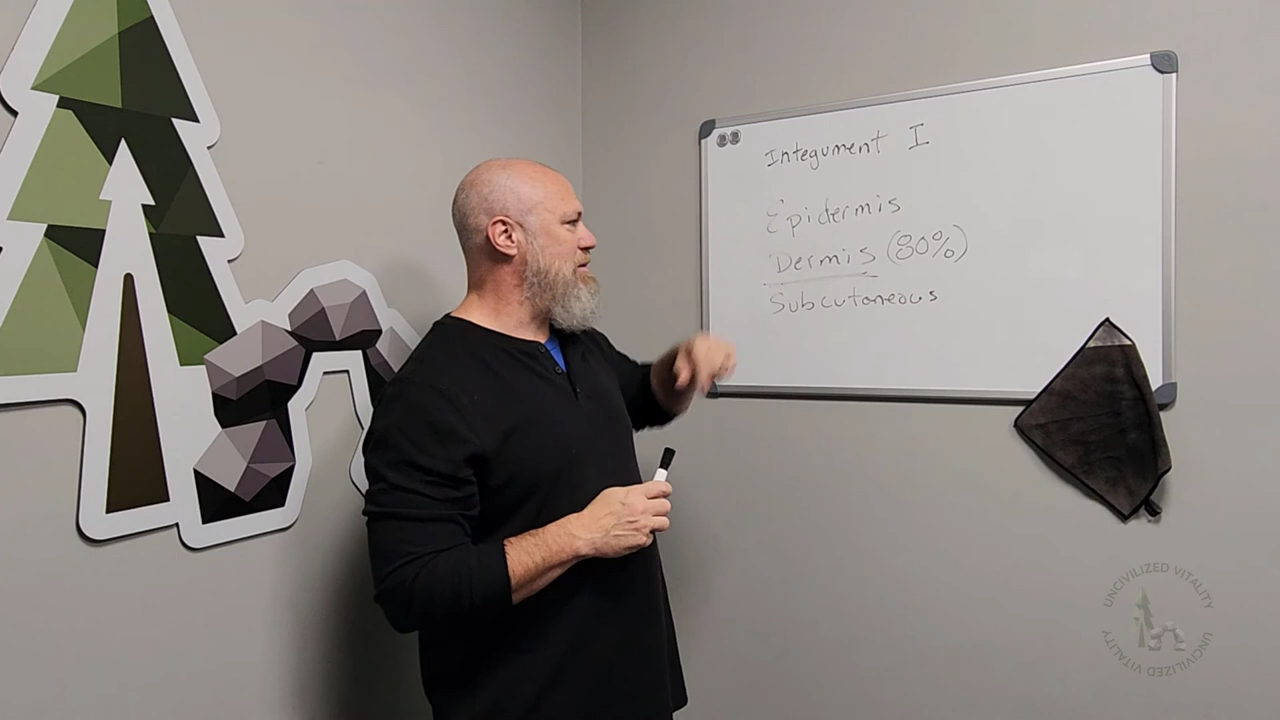 Integument I
Epidermis
Dermis (80%)
Subcutaneous
UNCIVILIZED VITALITY
UNCIVILIZED VITALITY